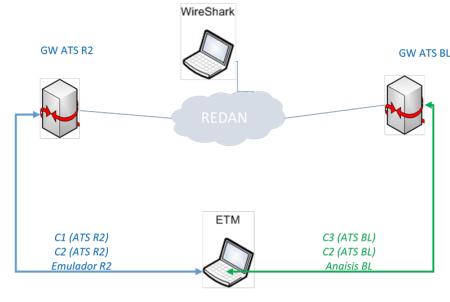 WireShark
GW ATS R2
GW ATS BL
REDAN
ETM
C1 (ATS R2)
C2 (ATS R2)
Emulador R2
C3 (ATS BL)
C2 (ATS BL)
Anaisis BL